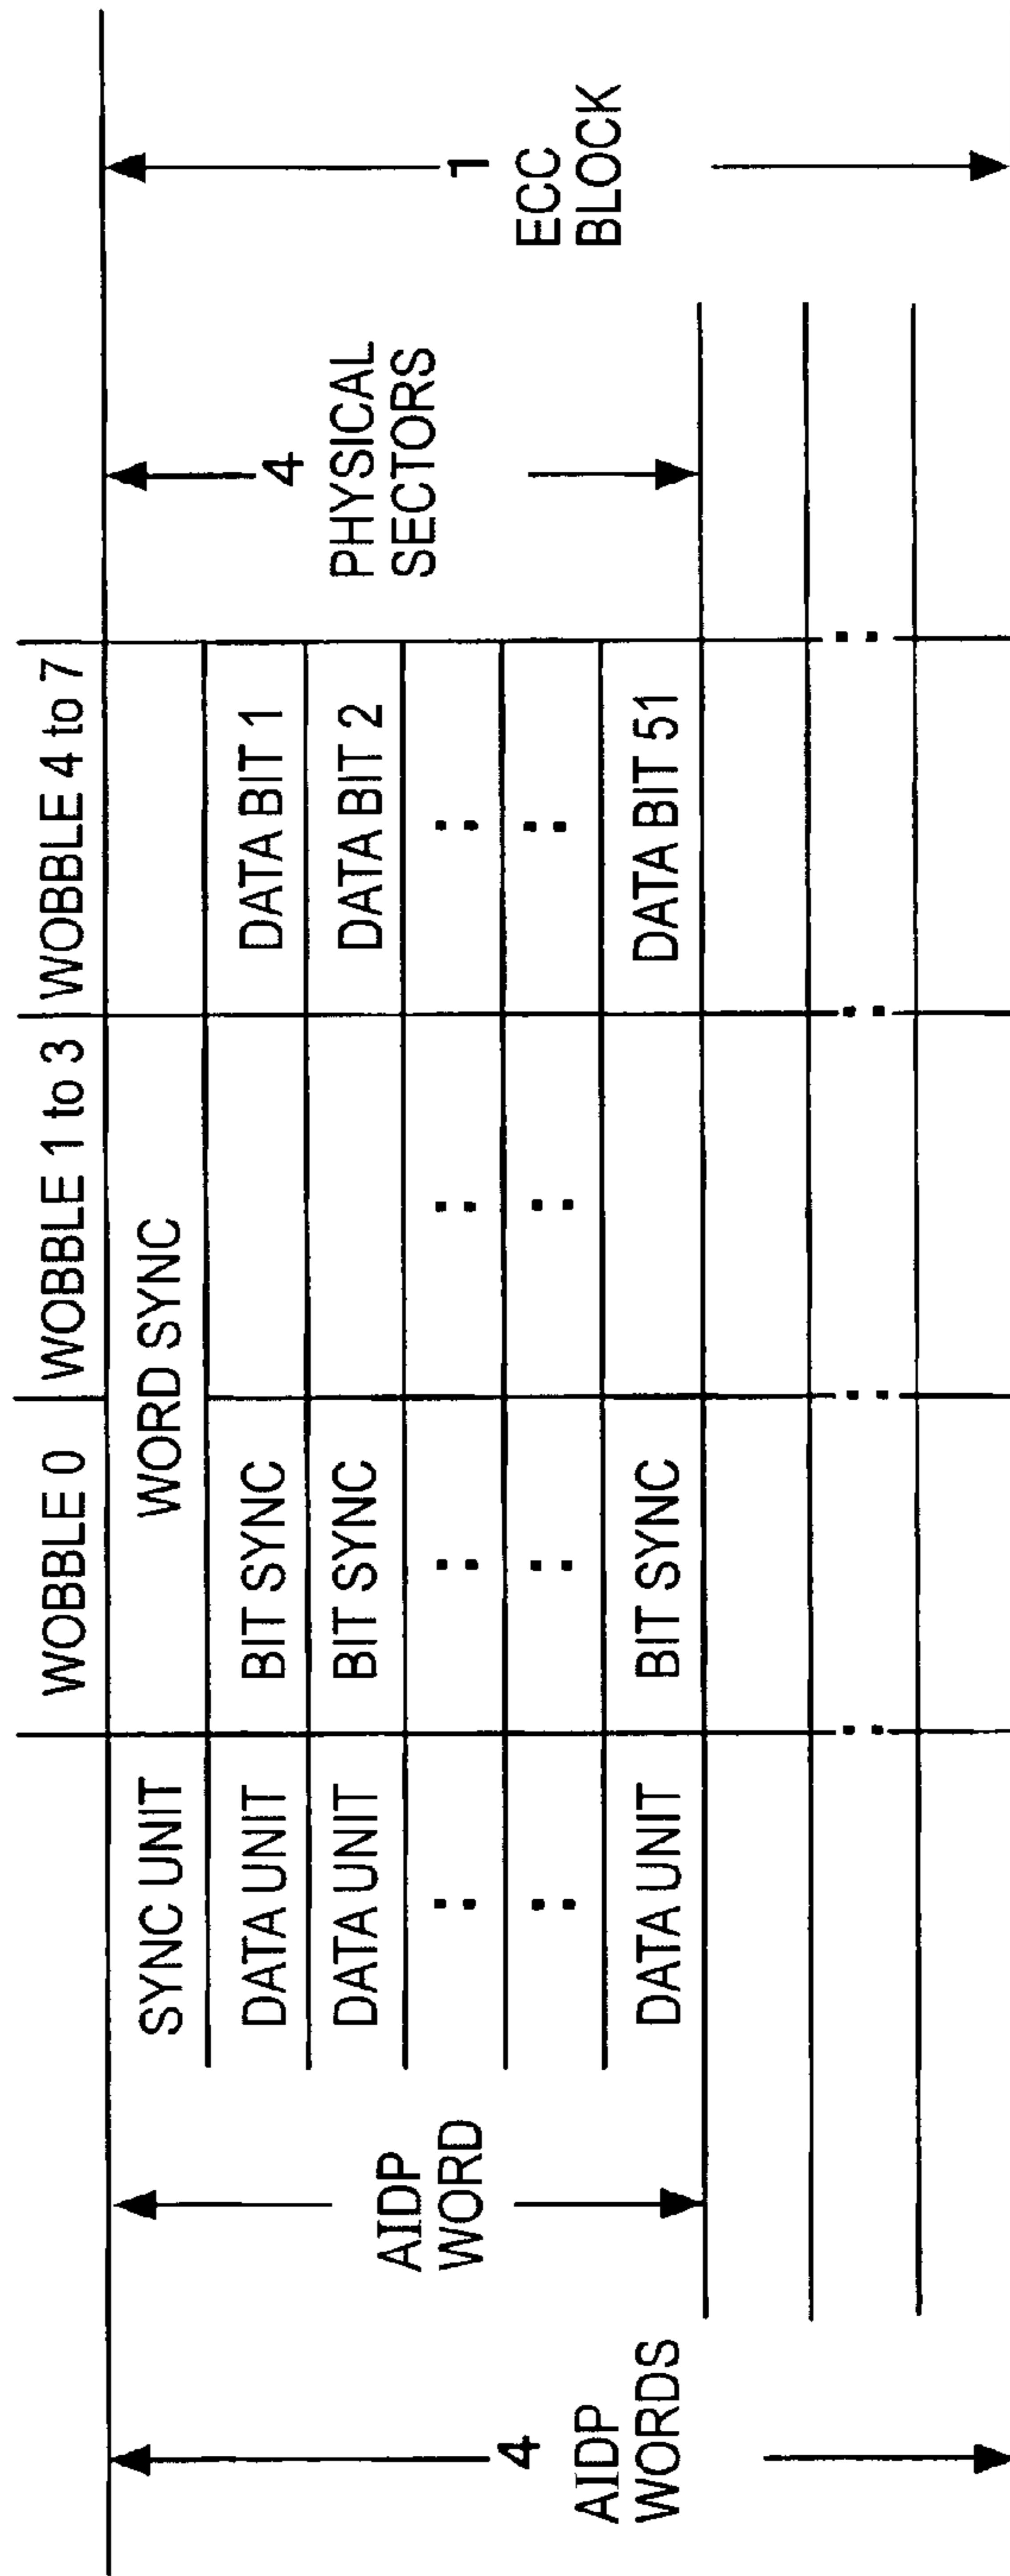 WOBBLE 0 WOBBLE 1 to 3 WOBBLE 4 to 7
SYNC UNIT WORD SYNC
DATA UNIT BIT SYNC DATA BIT 1
DATA UNIT BIT SYNC DATA BIT 2
: : : :
: : : :
DATA UNIT BIT SYNC DATA BIT 51
: : : :
4
AIDP
WORDS
AIDP
WORD
4
PHYSICAL
SECTORS
1
ECC
BLOCK